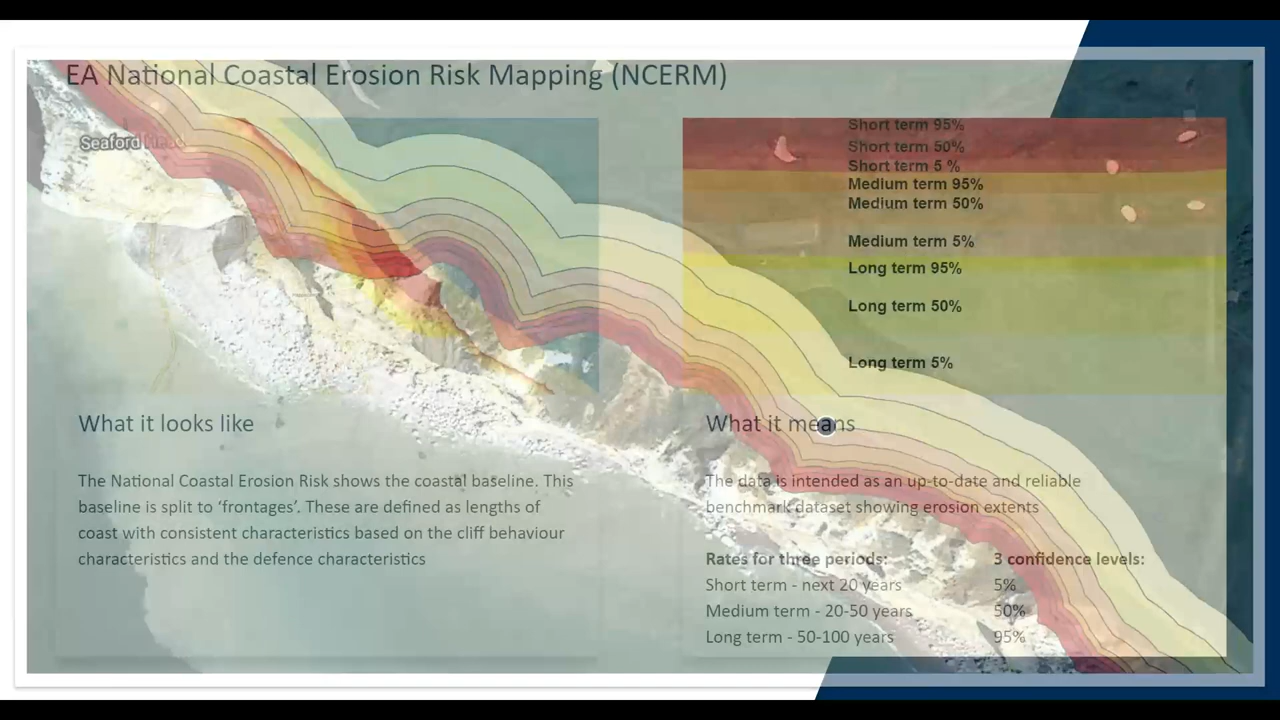 EA National Coastal Erosion Risk Mapping (NCERM)
Seaford Head
Short term 95%
Short term 50%
Short term 5 %
Medium term 95%
Medium term 50%
Medium term 5%
Long term 95%
Long term 50%
Long term 5%
What it looks like
The National Coastal Erosion Risk shows the coastal baseline. This
baseline is split to ‘frontages’. These are defined as lengths of
coast with consistent characteristics based on the cliff behaviour
characteristics and the defence characteristics
What it means
The data is intended as an up-to-date and reliable
benchmark dataset showing erosion extents
Rates for three periods: 3 confidence levels:
Short term - next 20 years 5%
Medium term - 20-50 years 50%
Long term - 50-100 years 95%